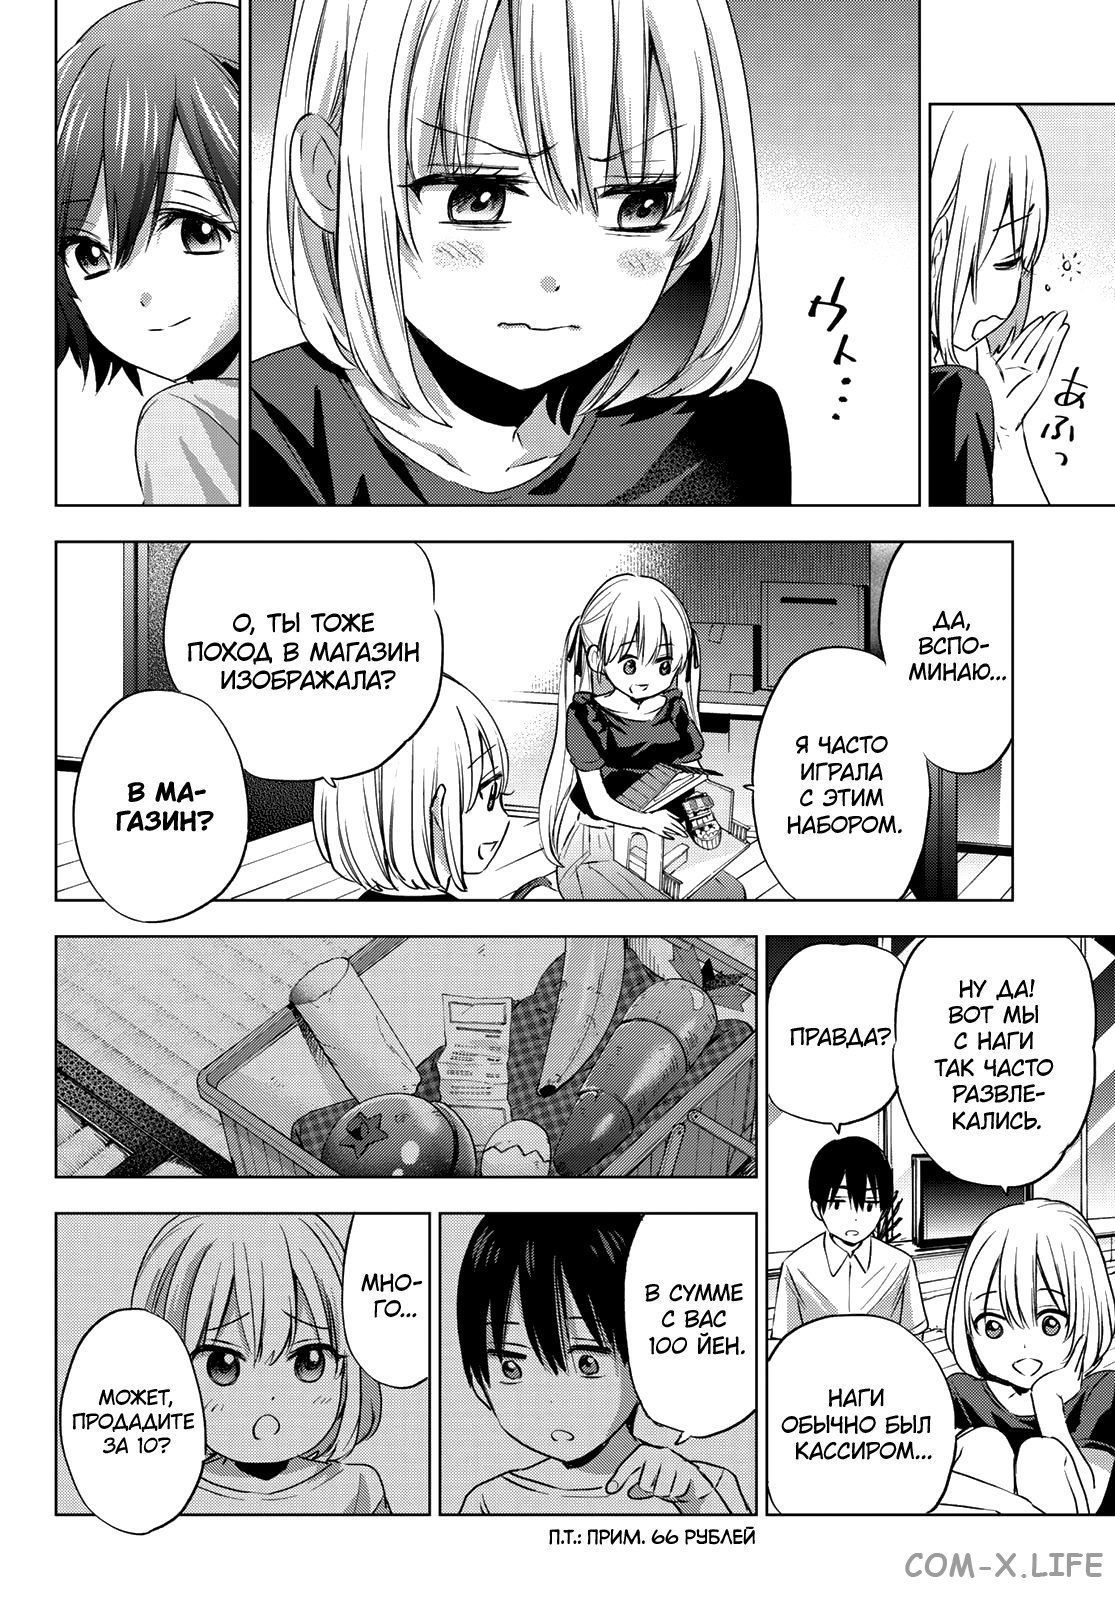 あふっ
ウト…
ДА,
ВСПО-
МИНАЮ...
Я ЧАСТО
ИГРАЛА
С ЭТИМ
НАБОРОМ.
О, ТЫ ТОЖЕ
ПОХОД В МАГАЗИН
ИЗОБРАЖАЛА?
В МА-
ГАЗИН?
НУ ДА!
ВОТ МЫ
С НАГИ
ТАК ЧАСТО
РАЗВЛЕ-
КАЛИСЬ.
ПРАВДА?
НАГИ
ОБЫЧНО БЫЛ
КАССИРОМ...
В СУММЕ
С ВАС
100 ЙЕН.
МНО-
ГО...
МОЖЕТ,
ПРОДАДИТЕ
ЗА 10?
П.Т.: ПРИМ. 66 РУБЛЕЙ
COM-X.LIFE